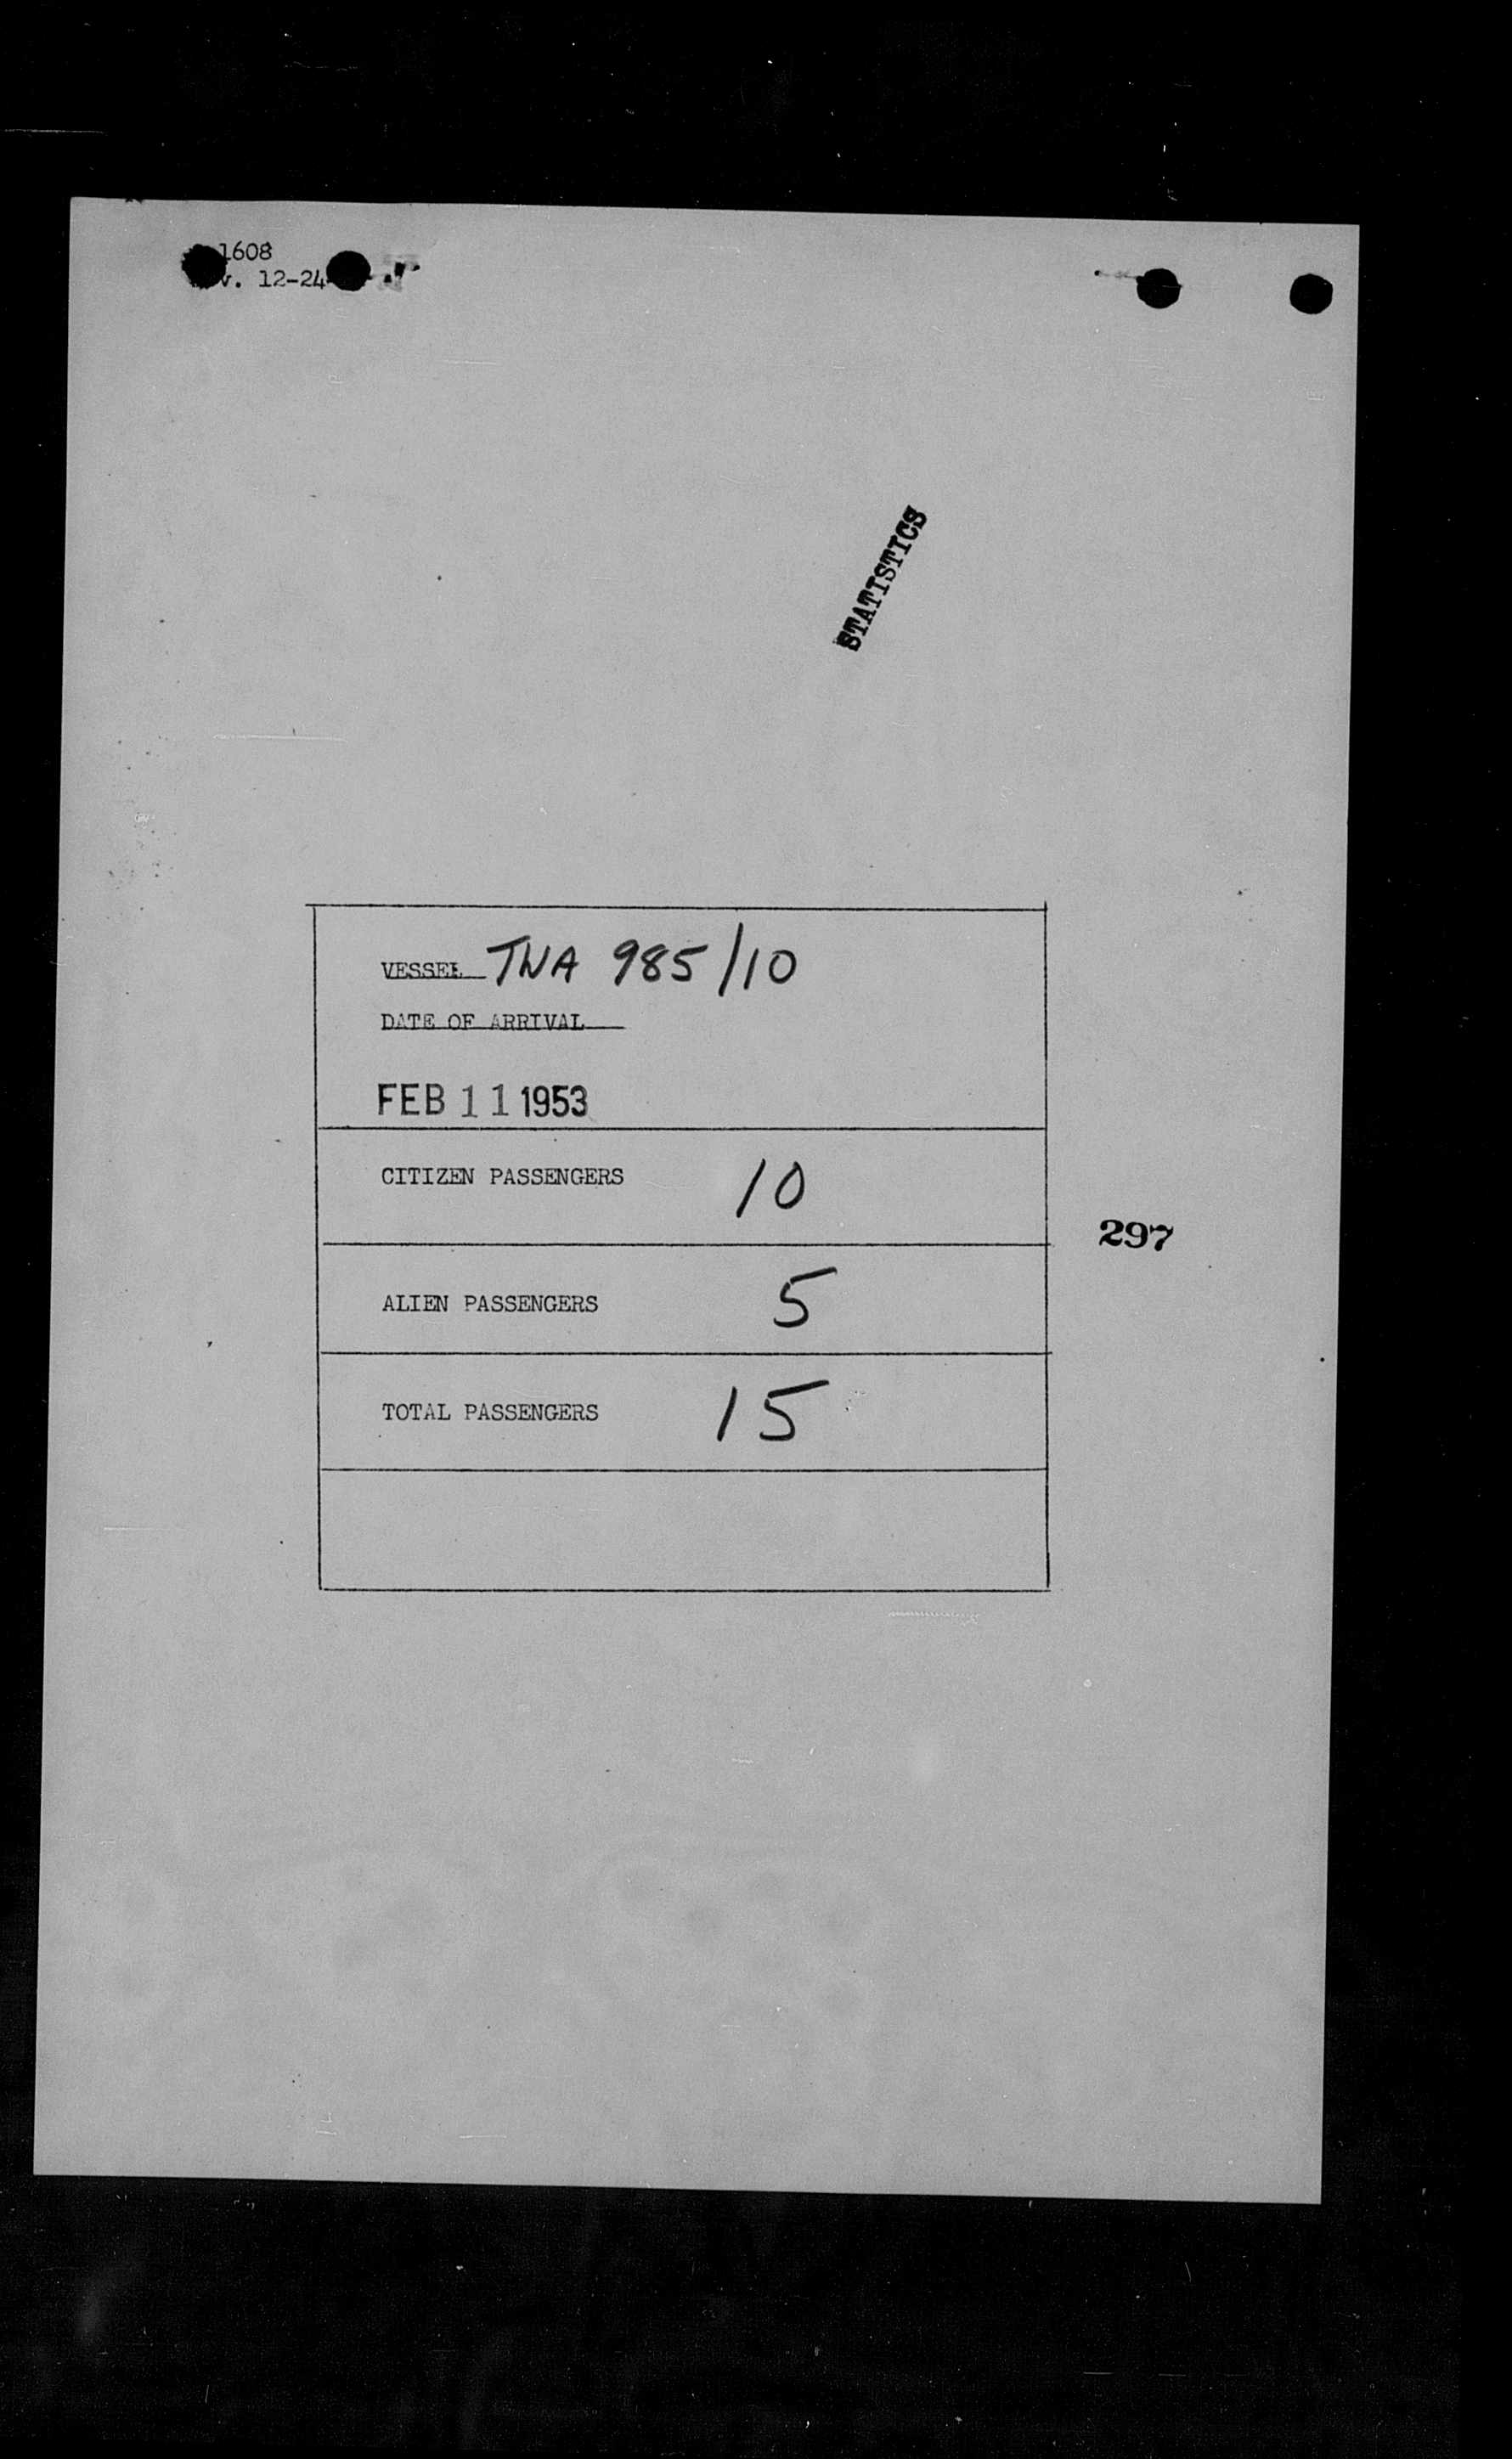 1608
v. 12-24
STATISTICS
VESSEL TWA 985/10
DATE OF ARRIVAL
FEB 11 1953
CITIZEN PASSENGERS 10
297
ALIEN PASSENGERS 5
TOTAL PASSENGERS 15